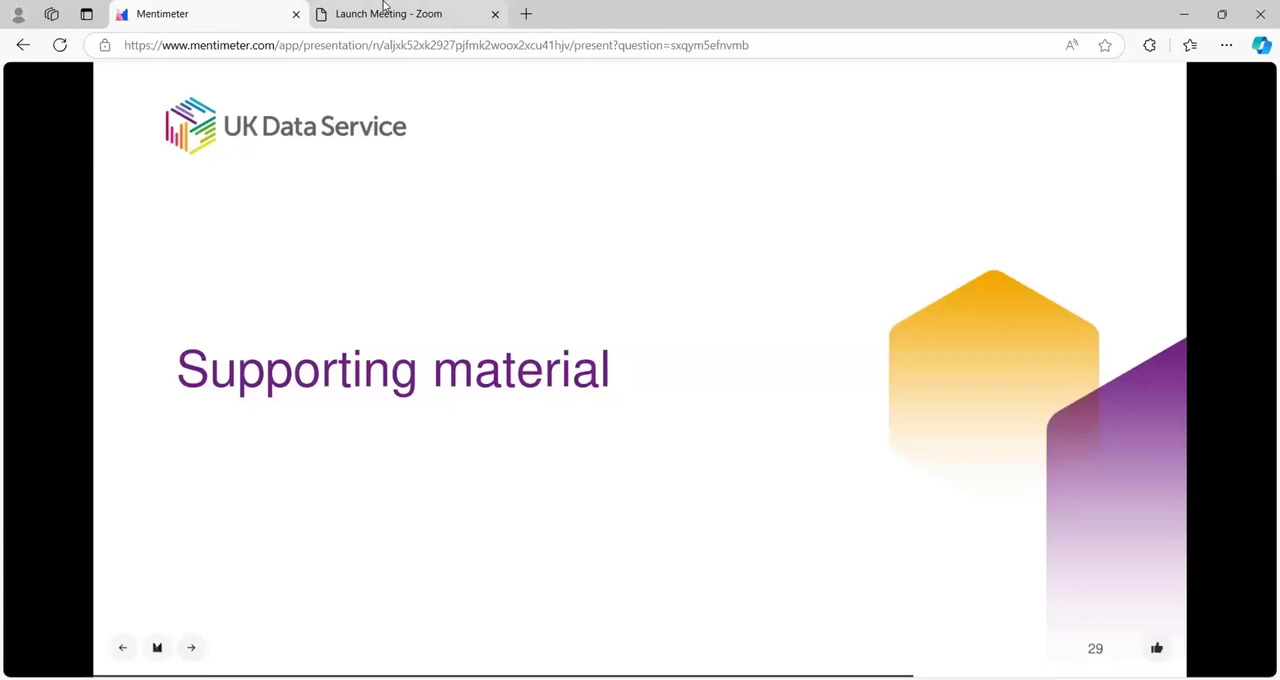 Mentimeter
Launch Meeting - Zoom
https://www.mentimeter.com/app/presentation/n/aljxk52xk2927pjfmk2woox2xcu41hjv/present?question=sxqym5efnvmb
UK Data Service
Supporting material
29